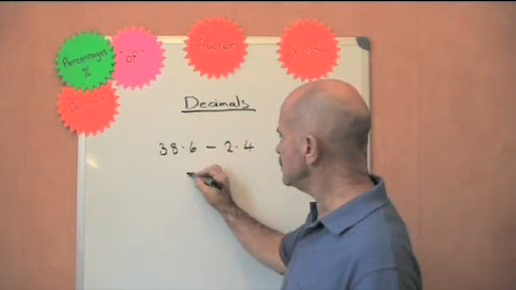 Percentages
%
"of"
Fractions
Decimals
38·6 – 2·4